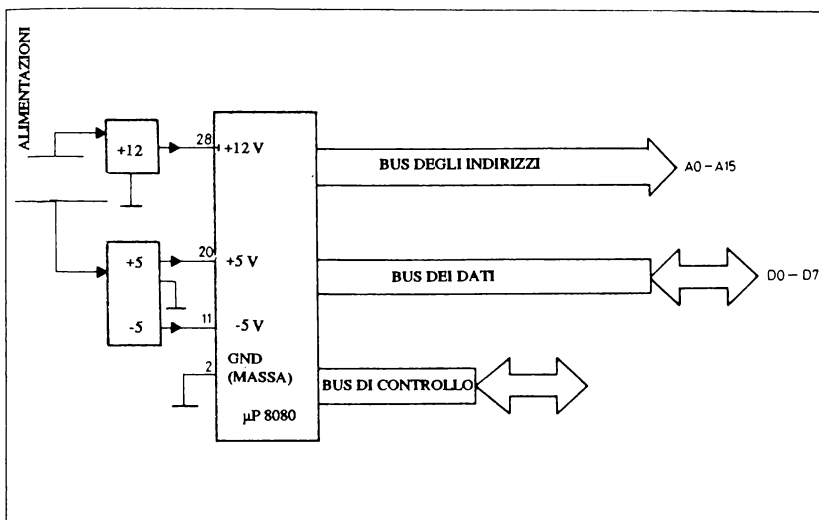 ALIMENTAZIONI
+12
28
+12 V
BUS DEGLI INDIRIZZI
A0-A15
+5
20
+5 V
BUS DEI DATI
D0-D7
-5
11
-5 V
2
GND
(MASSA)
BUS DI CONTROLLO
µP 8080